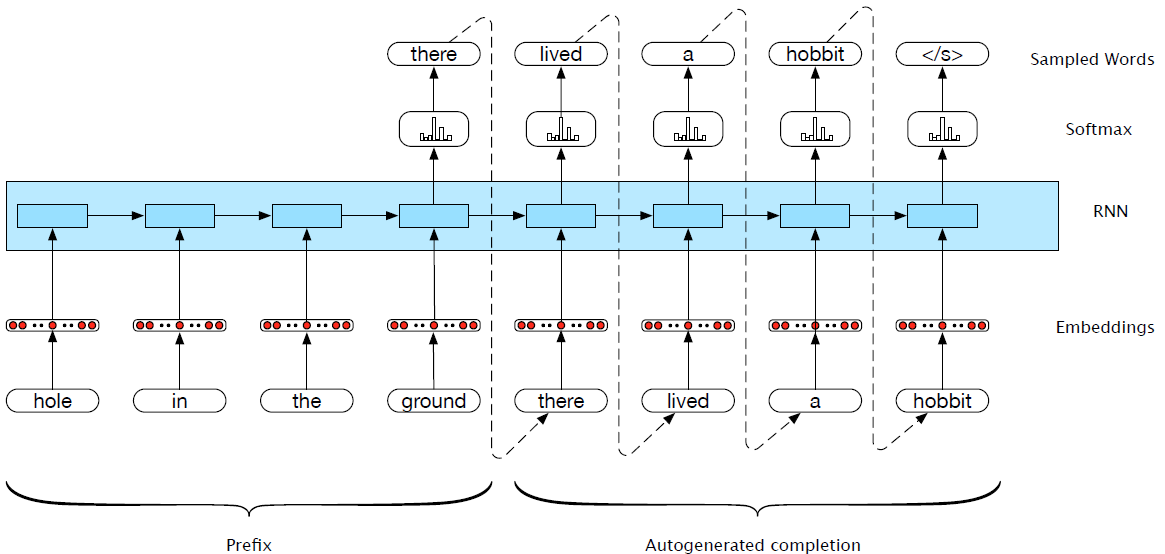 there lived a hobbit </s> Sampled Words
Softmax
RNN
Embeddings
hole in the ground there lived a hobbit
Prefix Autogenerated completion